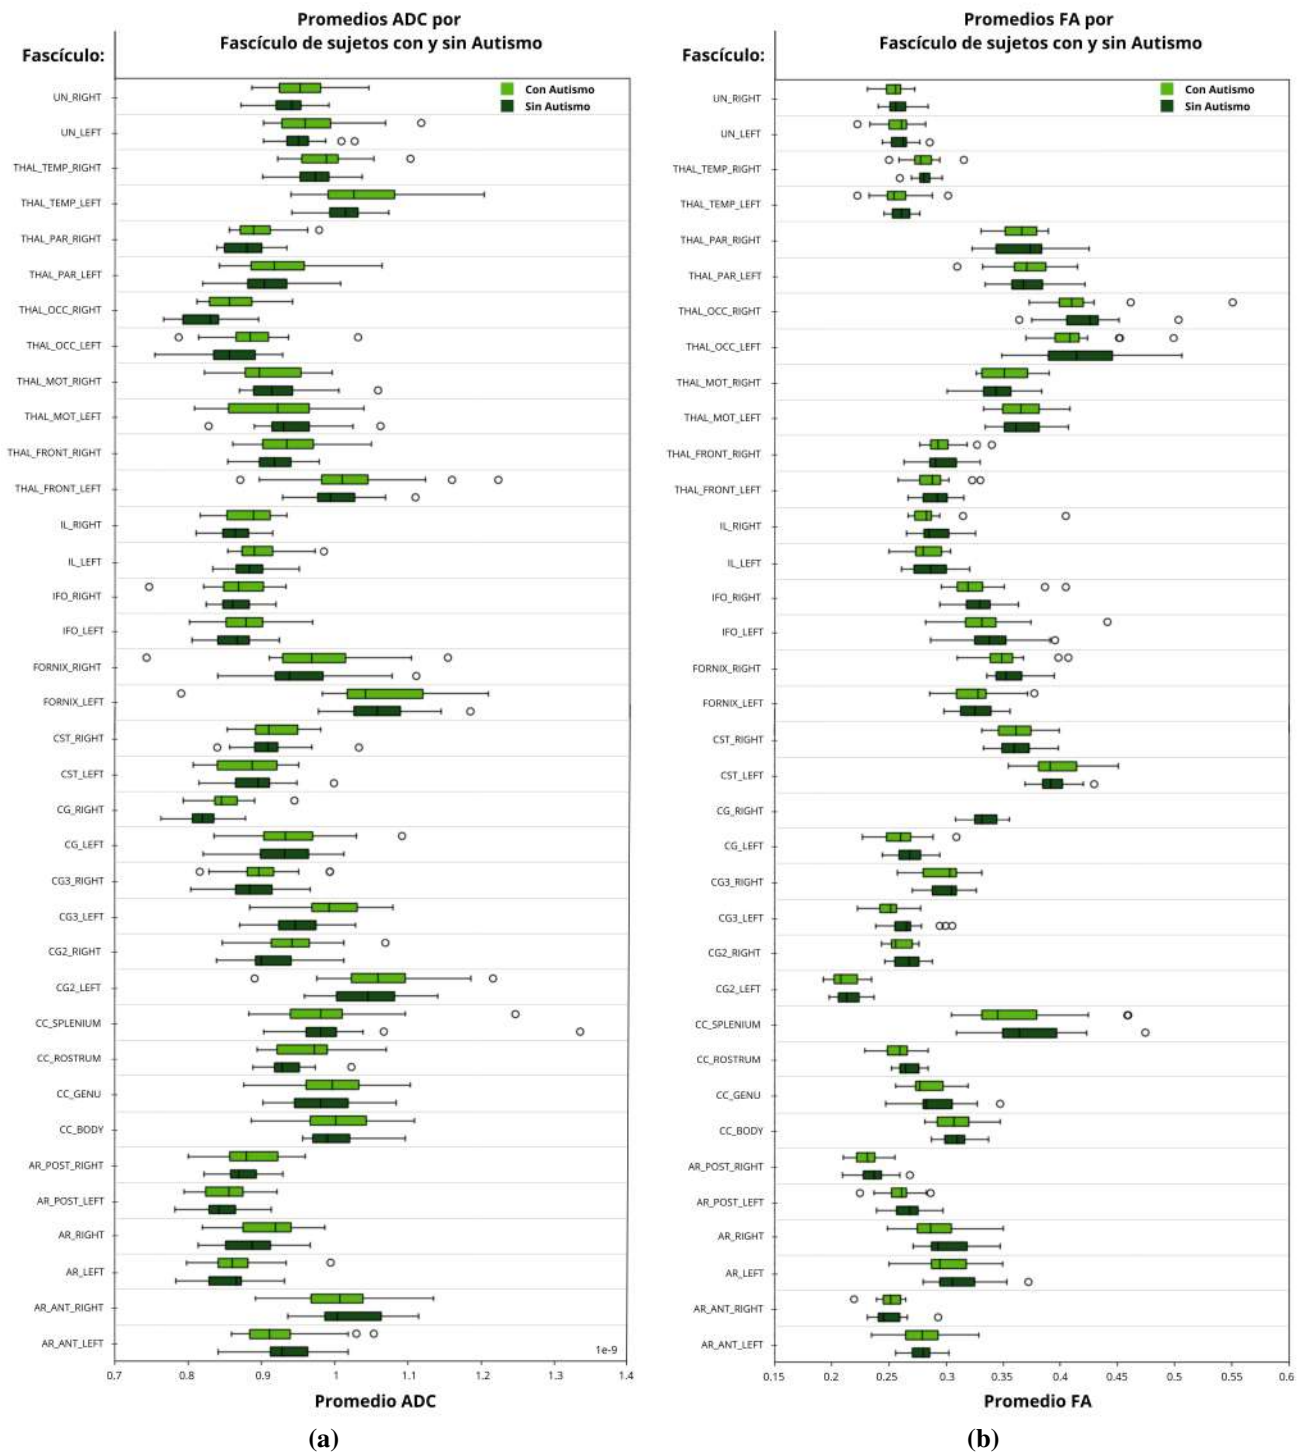 Promedios ADC por
Fascículo de sujetos con y sin Autismo
Fascículo:
Con Autismo
Sin Autismo
UN_RIGHT
UN_LEFT
THAL_TEMP_RIGHT
THAL_TEMP_LEFT
THAL_PAR_RIGHT
THAL_PAR_LEFT
THAL_OCC_RIGHT
THAL_OCC_LEFT
THAL_MOT_RIGHT
THAL_MOT_LEFT
THAL_FRONT_RIGHT
THAL_FRONT_LEFT
IL_RIGHT
IL_LEFT
IFO_RIGHT
IFO_LEFT
FORNIX_RIGHT
FORNIX_LEFT
CST_RIGHT
CST_LEFT
CG_RIGHT
CG_LEFT
CG3_RIGHT
CG3_LEFT
CG2_RIGHT
CG2_LEFT
CC_SPLENIUM
CC_ROSTRUM
CC_GENU
CC_BODY
AR_POST_RIGHT
AR_POST_LEFT
AR_RIGHT
AR_LEFT
AR_ANT_RIGHT
AR_ANT_LEFT
1e-9
0.7 0.8 0.9 1 1.1 1.2 1.3 1.4
Promedio ADC
(a)
Promedios FA por
Fascículo de sujetos con y sin Autismo
Fascículo:
Con Autismo
Sin Autismo
UN_RIGHT
UN_LEFT
THAL_TEMP_RIGHT
THAL_TEMP_LEFT
THAL_PAR_RIGHT
THAL_PAR_LEFT
THAL_OCC_RIGHT
THAL_OCC_LEFT
THAL_MOT_RIGHT
THAL_MOT_LEFT
THAL_FRONT_RIGHT
THAL_FRONT_LEFT
IL_RIGHT
IL_LEFT
IFO_RIGHT
IFO_LEFT
FORNIX_RIGHT
FORNIX_LEFT
CST_RIGHT
CST_LEFT
CG_RIGHT
CG_LEFT
CG3_RIGHT
CG3_LEFT
CG2_RIGHT
CG2_LEFT
CC_SPLENIUM
CC_ROSTRUM
CC_GENU
CC_BODY
AR_POST_RIGHT
AR_POST_LEFT
AR_RIGHT
AR_LEFT
AR_ANT_RIGHT
AR_ANT_LEFT
0.15 0.2 0.25 0.3 0.35 0.4 0.45 0.5 0.55 0.6
Promedio FA
(b)